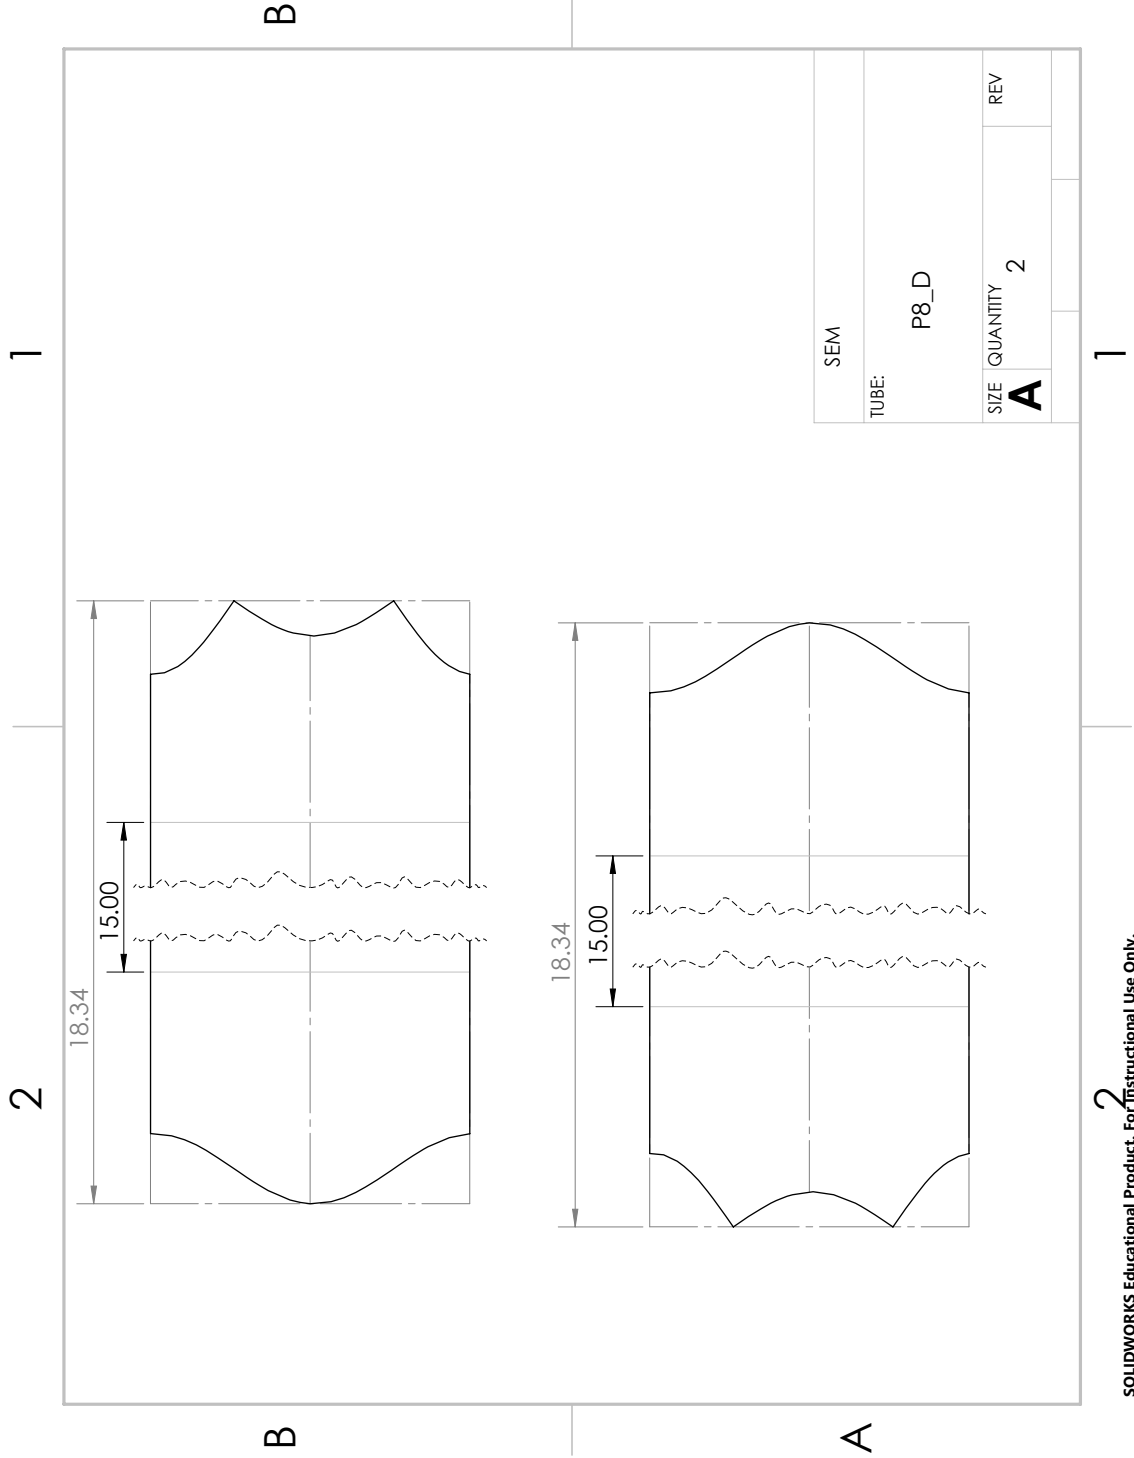 2
1
B
B
A
18.34
15.00
18.34
15.00
SEM
TUBE:
P8_D
SIZE
A
QUANTITY
2
REV
2
1
SOLIDWORKS Educational Product. For Instructional Use Only.